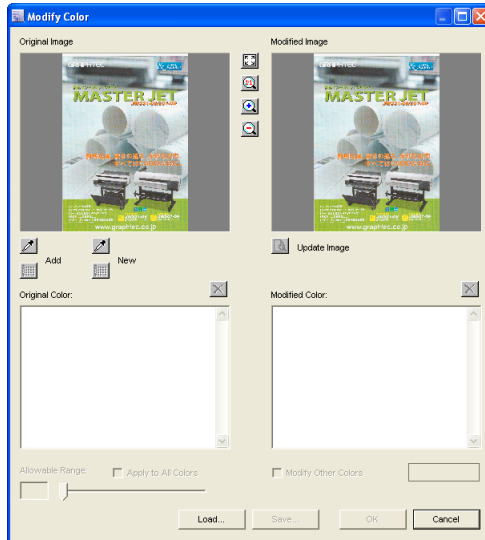 Modify Color
Original Image
Modified Image
MASTER JET
MASTER JET
www.graphtec.co.jp
www.graphtec.co.jp
Add
New
Update Image
Original Color:
Modified Color:
Allowable Range:
Apply to All Colors
Modify Other Colors
Load...
Save...
OK
Cancel